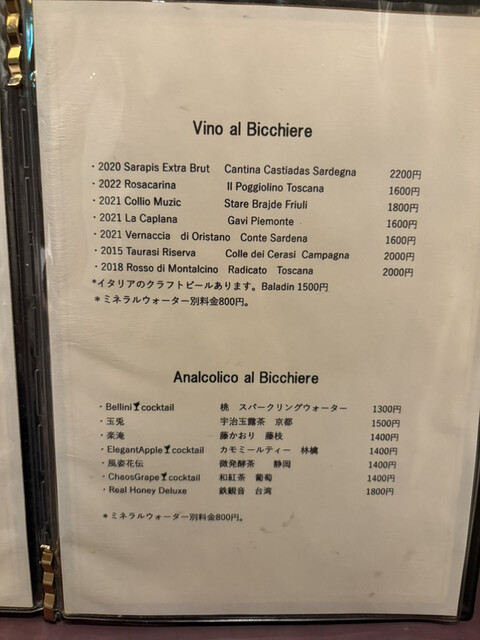 Vino al Bicchiere
・2020 Sarapis Extra Brut Cantina Castiadas Sardegna 2200円
・2022 Rosacarina Il Poggiolino Toscana 1600円
・2021 Collio Muzic Stare Brajde Friuli 1800円
・2021 La Caplana Gavi Piemonte 1600円
・2021 Vernaccia di Oristano Conte Sardena 1600円
・2015 Taurasi Riserva Colle dei Cerasi Campagna 2000円
・2018 Rosso di Montalcino Radicato Toscana 2000円
*イタリアのクラフトビールあります。Baladin 1500円
＊ミネラルウォーター別料金800円。
Analcolico al Bicchiere
・Bellini🍸cocktail 桃 スパークリングウォーター 1300円
・玉兎 宇治玉露茶 京都 1500円
・楽滝 藤かおり 藤枝 1400円
・ElegantApple🍸cocktail カモミールティー 林檎 1400円
・風姿花伝 微発酵茶 静岡 1400円
・ChaosGrape🍸cocktail 和紅茶 葡萄 1400円
・Real Honey Deluxe 鉄観音 台湾 1800円
＊ミネラルウォーター別料金800円。